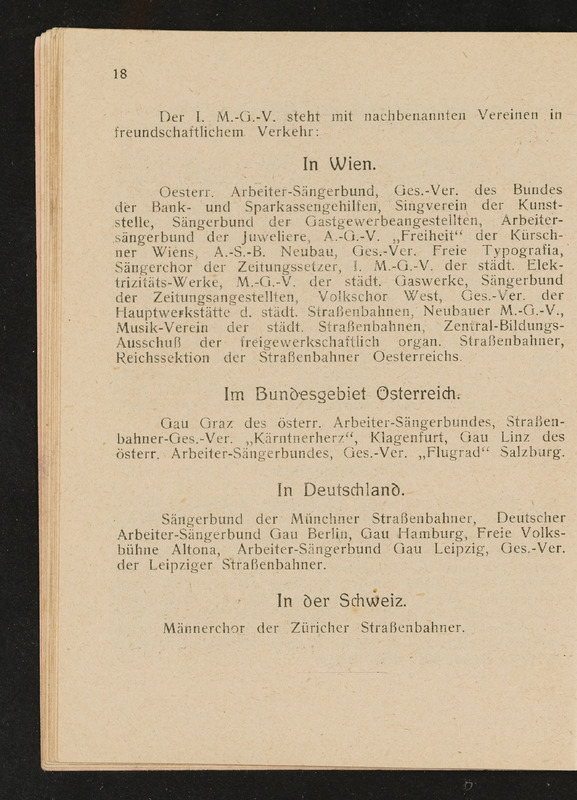 18
Der I. M.-G.-V. steht mit nachbenannten Vereinen in
freundschaftlichem Verkehr:
In Wien.
Oesterr. Arbeiter-Sängerbund, Ges.-Ver. des Bundes
der Bank- und Sparkassengehilfen, Singverein der Kunst-
stelle, Sängerbund der Gastgewerbeangestellten, Arbeiter-
sängerbund der Juweliere, A.-G.-V. „Freiheit“ der Kürsch-
ner Wiens, A.-S.-B. Neubau, Ges.-Ver. Freie Typografia,
Sängerchor der Zeitungssetzer, I. M.-G.-V. der städt. Elek-
trizitäts-Werke, M.-G.-V. der städt. Gaswerke, Sängerbund
der Zeitungsangestellten, Volkschor West, Ges.-Ver. der
Hauptwerkstätte d. städt. Straßenbahnen, Neubauer M.-G.-V.,
Musik-Verein der städt. Straßenbahnen, Zentral-Bildungs-
Ausschuß der freigewerkschaftlich organ. Straßenbahner,
Reichssektion der Straßenbahner Oesterreichs.
Im Bundesgebiet Österreich.
Gau Graz des österr. Arbeiter-Sängerbundes, Straßen-
bahner-Ges.-Ver. „Kärntnerherz“, Klagenfurt, Gau Linz des
österr. Arbeiter-Sängerbundes, Ges.-Ver. „Flugrad“ Salzburg.
In Deutschland.
Sängerbund der Münchner Straßenbahner, Deutscher
Arbeiter-Sängerbund Gau Berlin, Gau Hamburg, Freie Volks-
bühne Altona, Arbeiter-Sängerbund Gau Leipzig, Ges.-Ver.
der Leipziger Straßenbahner.
In der Schweiz.
Männerchor der Züricher Straßenbahner.